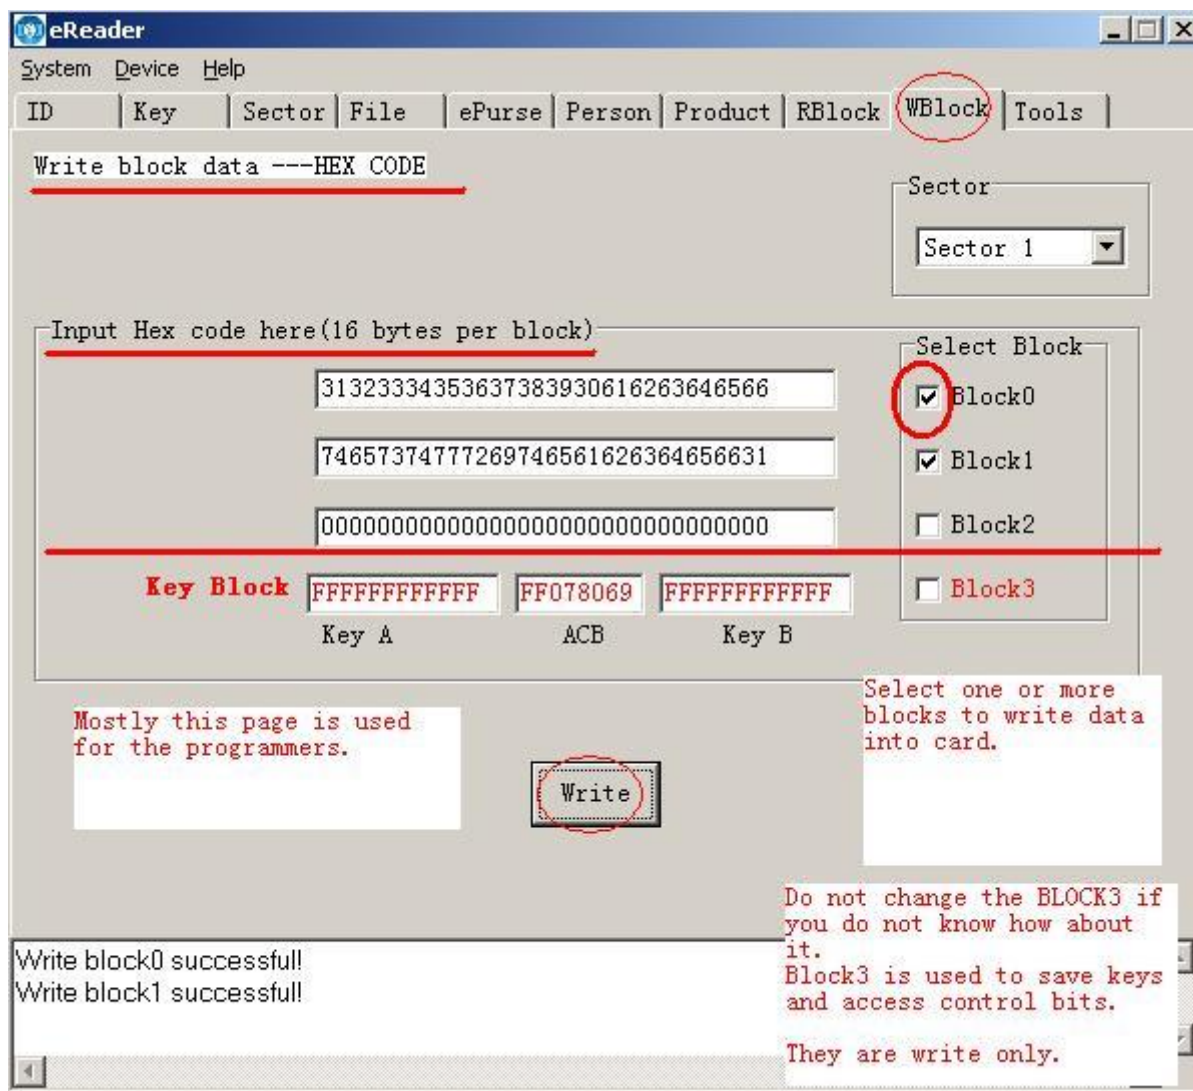 eReader
System Device Help
ID Key Sector File ePurse Person Product RBlock WBlock Tools
Write block data ---HEX CODE
Sector
Sector 1
Input Hex code here(16 bytes per block)
Select Block
31323334353637383930616263646566
Block0
74657374777269746561626364656631
Block1
00000000000000000000000000000000
Block2
Key Block FFFFFFFFFFFF FF078069 FFFFFFFFFFFF
Block3
Key A ACB Key B
Mostly this page is used
for the programmers.
Select one or more
blocks to write data
into card.
Write
Do not change the BLOCK3 if
you do not know how about
it.
Block3 is used to save keys
and access control bits.
They are write only.
Write block0 successful!
Write block1 successful!